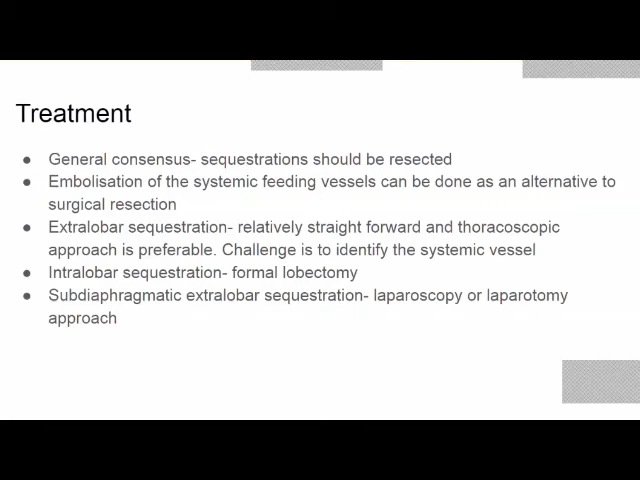 Treatment
● General consensus- sequestrations should be resected
● Embolisation of the systemic feeding vessels can be done as an alternative to
surgical resection
● Extralobar sequestration- relatively straight forward and thoracoscopic
approach is preferable. Challenge is to identify the systemic vessel
● Intralobar sequestration- formal lobectomy
● Subdiaphragmatic extralobar sequestration- laparoscopy or laparotomy
approach